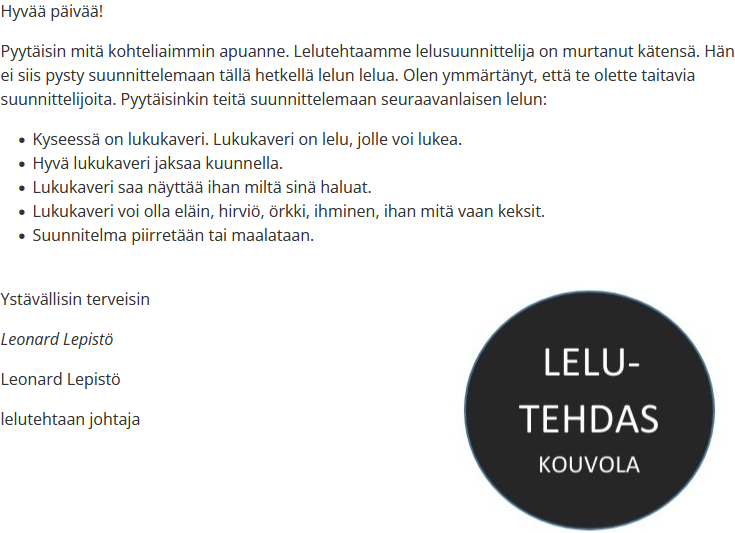 Hyvää päivää!
Pyytäisin mitä kohteliaimmin apuanne. Lelutehtaamme lelusuunnittelija on murtanut kätensä. Hän
ei siis pysty suunnittelemaan tällä hetkellä lelun lelua. Olen ymmärtänyt, että te olette taitavia
suunnittelijoita. Pyytäisinkin teitä suunnittelemaan seuraavanlaisen lelun:
• Kyseessä on lukukaveri. Lukukaveri on lelu, jolle voi lukea.
• Hyvä lukukaveri jaksaa kuunnella.
• Lukukaveri saa näyttää ihan miltä sinä haluat.
• Lukukaveri voi olla eläin, hirviö, örkki, ihminen, ihan mitä vaan keksit.
• Suunnitelma piirretään tai maalataan.
Ystävällisin terveisin
Leonard Lepistö
Leonard Lepistö
lelutehtaan johtaja
LELU-
TEHDAS
KOUVOLA